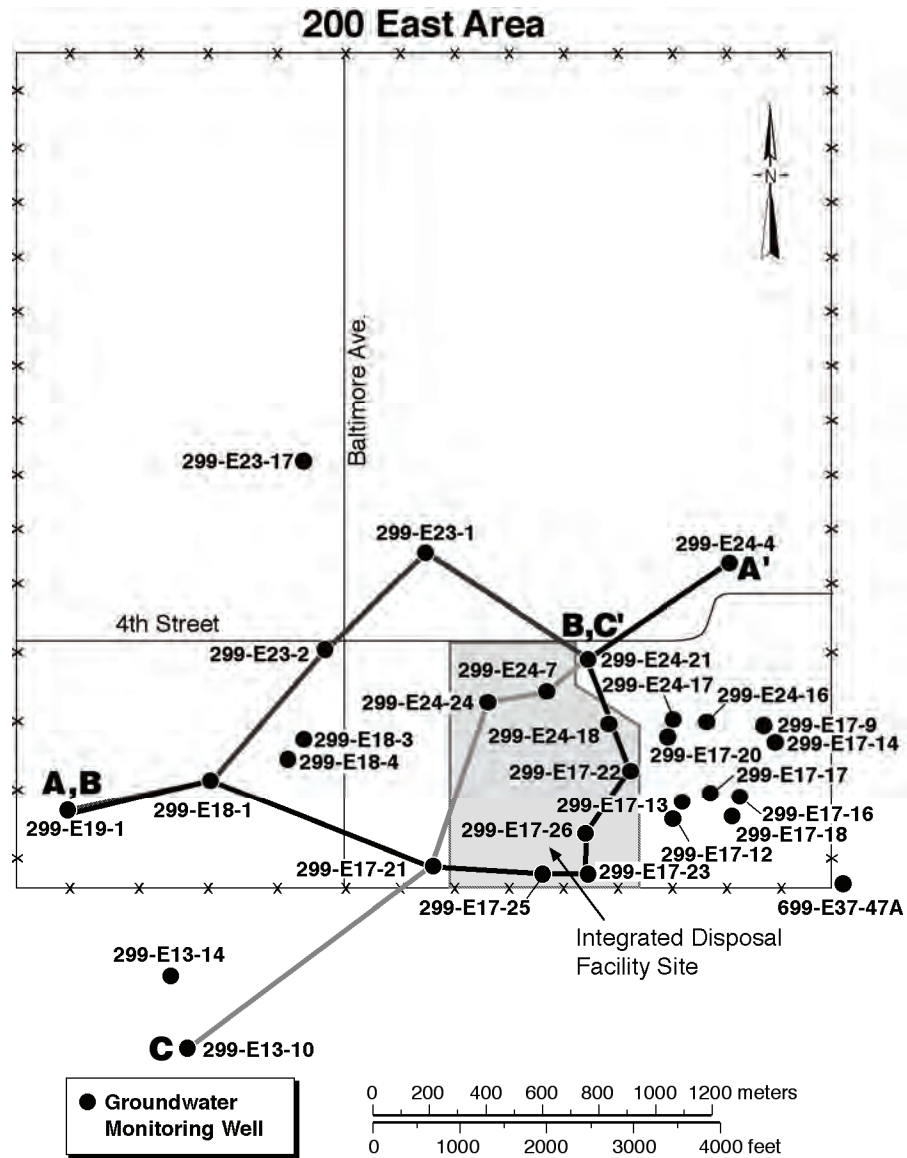 200 East Area
N
Baltimore Ave.
299-E23-17
299-E23-1
299-E24-4
A'
4th Street
B,C'
299-E23-2
299-E24-7
299-E24-21
299-E24-17
299-E24-24
299-E24-16
299-E18-3
299-E24-18
299-E17-9
299-E17-20
299-E17-14
299-E18-4
299-E17-22
299-E17-17
A,B
299-E18-1
299-E17-13
299-E17-16
299-E19-1
299-E17-26
299-E17-18
299-E17-12
299-E17-21
299-E17-23
299-E17-25
699-E37-47A
Integrated Disposal
Facility Site
299-E13-14
C
299-E13-10
Groundwater
Monitoring Well
0 200 400 600 800 1000 1200 meters
0 1000 2000 3000 4000 feet